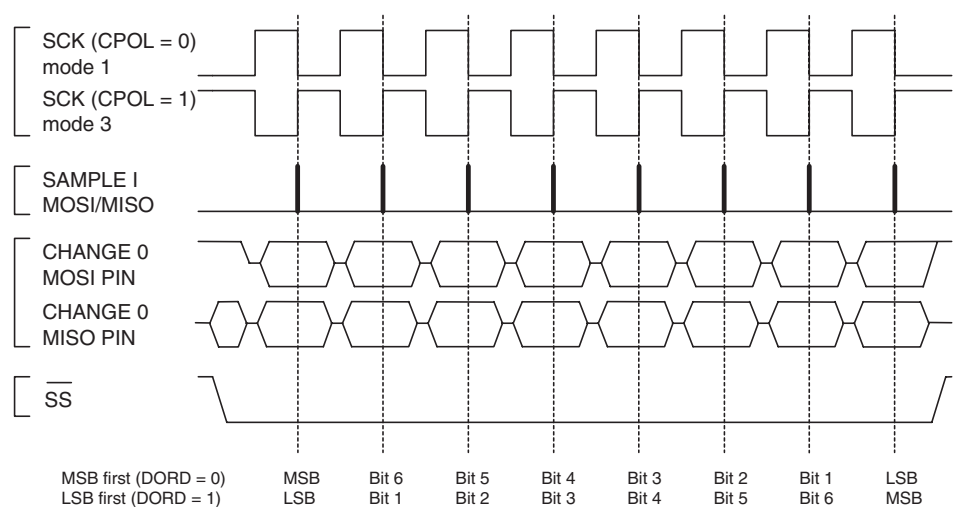 SCK (CPOL = 0)
mode 1
SCK (CPOL = 1)
mode 3
SAMPLE I
MOSI/MISO
CHANGE 0
MOSI PIN
CHANGE 0
MISO PIN
SS
MSB first (DORD = 0) MSB Bit 6 Bit 5 Bit 4 Bit 3 Bit 2 Bit 1 LSB
LSB first (DORD = 1) LSB Bit 1 Bit 2 Bit 3 Bit 4 Bit 5 Bit 6 MSB